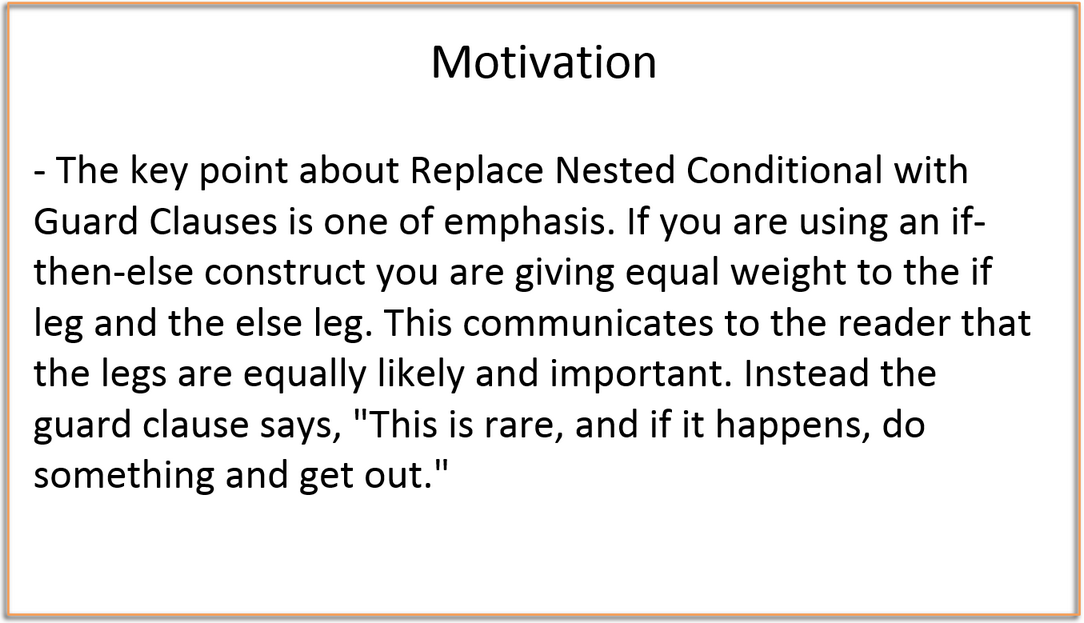 Motivation
- The key point about Replace Nested Conditional with
Guard Clauses is one of emphasis. If you are using an if-
then-else construct you are giving equal weight to the if
leg and the else leg. This communicates to the reader that
the legs are equally likely and important. Instead the
guard clause says, "This is rare, and if it happens, do
something and get out."